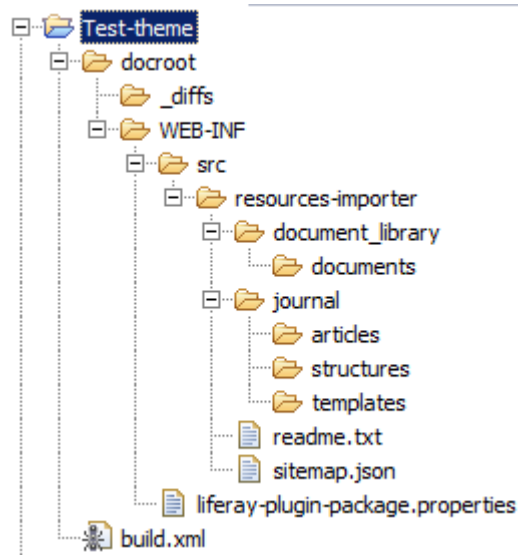 Test-theme
docroot
_diffs
WEB-INF
src
resources-importer
document_library
documents
journal
articles
structures
templates
readme.txt
sitemap.json
liferay-plugin-package.properties
build.xml